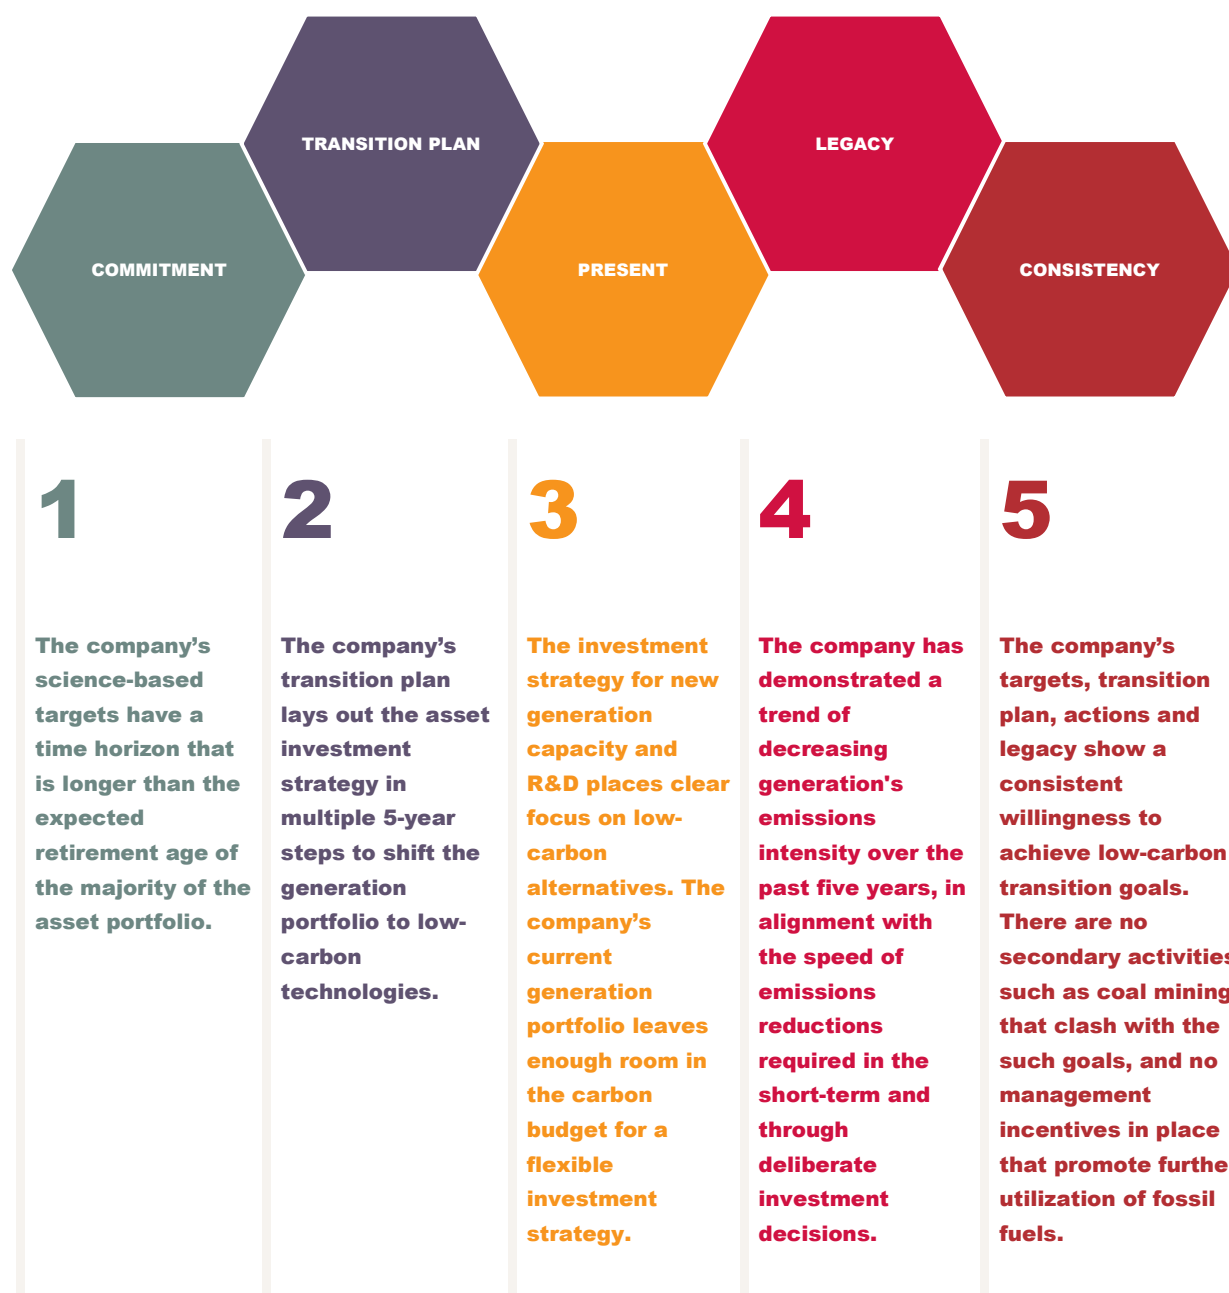 TRANSITION PLAN
LEGACY
COMMITMENT
PRESENT
CONSISTENCY
1
The company’s
science-based
targets have a
time horizon that
is longer than the
expected
retirement age of
the majority of the
asset portfolio.
2
The company’s
transition plan
lays out the asset
investment
strategy in
multiple 5-year
steps to shift the
generation
portfolio to low-
carbon
technologies.
3
The investment
strategy for new
generation
capacity and
R&D places clear
focus on low-
carbon
alternatives. The
company’s
current
generation
portfolio leaves
enough room in
the carbon
budget for a
flexible
investment
strategy.
4
The company has
demonstrated a
trend of
decreasing
generation's
emissions
intensity over the
past five years, in
alignment with
the speed of
emissions
reductions
required in the
short-term and
through
deliberate
investment
decisions.
5
The company’s
targets, transition
plan, actions and
legacy show a
consistent
willingness to
achieve low-carbon
transition goals.
There are no
secondary activities
such as coal mining
that clash with the
such goals, and no
management
incentives in place
that promote furthe
utilization of fossil
fuels.